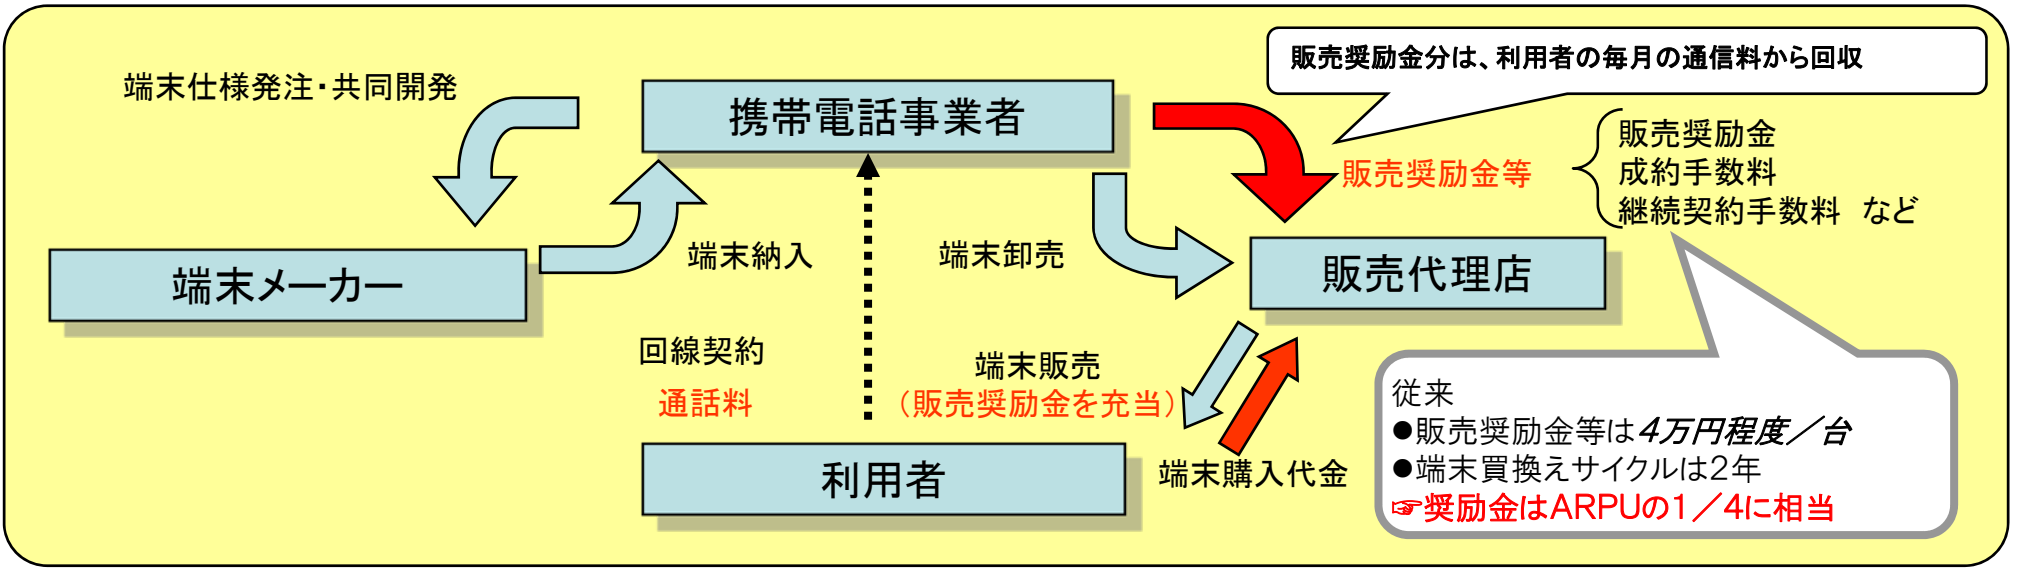 販売奨励金分は、利用者の毎月の通信料から回収
端末仕様発注・共同開発
携帯電話事業者
販売奨励金等
販売奨励金
成約手数料
継続契約手数料　など
端末メーカー
端末納入
端末卸売
販売代理店
回線契約
通話料
端末販売
（販売奨励金を充当）
利用者
端末購入代金
従来
●販売奨励金等は4万円程度／台
●端末買換えサイクルは2年
☞奨励金はARPUの1／4に相当